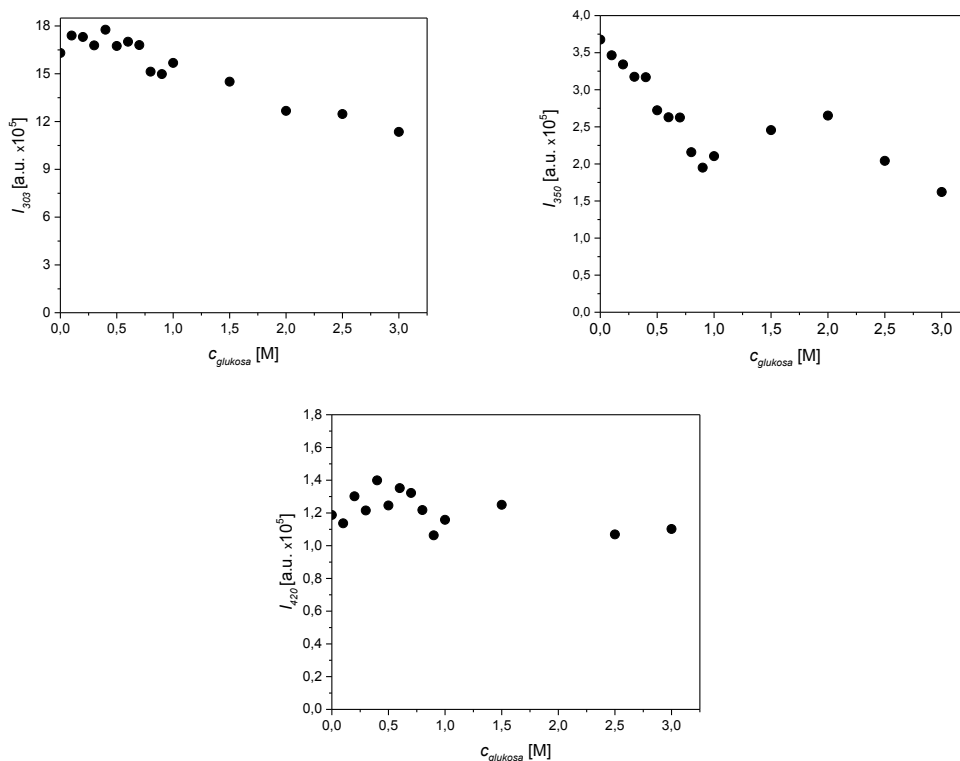 18
15
12
9
6
3
0
I303 [a.u. x10^5]
0,0 0,5 1,0 1,5 2,0 2,5 3,0
cglukosa [M]
4,0
3,5
3,0
2,5
2,0
1,5
1,0
0,5
0,0
I350 [a.u. x10^5]
0,0 0,5 1,0 1,5 2,0 2,5 3,0
cglukosa [M]
1,8
1,6
1,4
1,2
1,0
0,8
0,6
0,4
0,2
0,0
I420 [a.u. x10^5]
0,0 0,5 1,0 1,5 2,0 2,5 3,0
cglukosa [M]